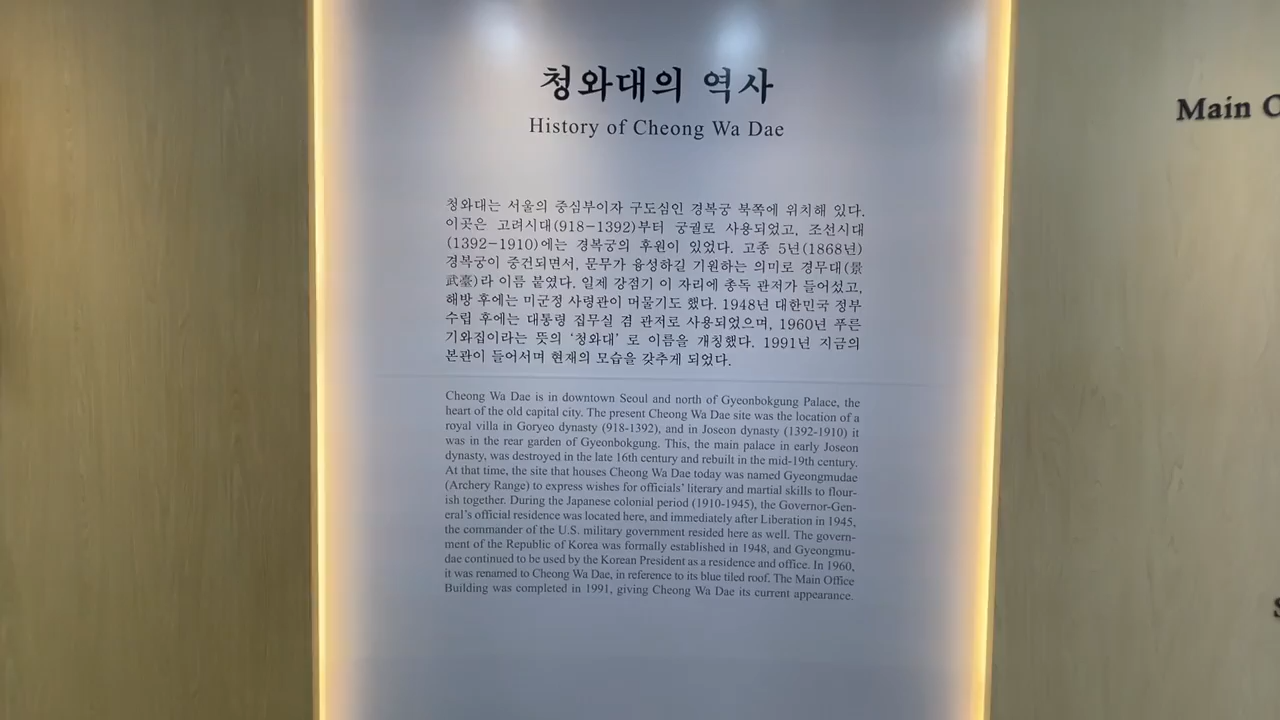 청와대의 역사
History of Cheong Wa Dae
청와대는 서울의 중심부이자 구도심인 경복궁 북쪽에 위치해 있다.
이곳은 고려시대(918-1392)부터 궁궐로 사용되었고, 조선시대
(1392-1910)에는 경복궁의 후원이 있었다. 고종 5년(1868년)
경복궁이 중건되면서, 문무가 융성하길 기원하는 의미로 경무대(景
武臺)라 이름 붙였다. 일제 강점기 이 자리에 총독 관저가 들어섰고,
해방 후에는 미군정 사령관이 머물기도 했다. 1948년 대한민국 정부
수립 후에는 대통령 집무실 겸 관저로 사용되었으며, 1960년 푸른
기와집이라는 뜻의 ‘청와대’ 로 이름을 개칭했다. 1991년 지금의
본관이 들어서며 현재의 모습을 갖추게 되었다.
Cheong Wa Dae is in downtown Seoul and north of Gyeonbokgung Palace, the
heart of the old capital city. The present Cheong Wa Dae site was the location of a
royal villa in Goryeo dynasty (918-1392), and in Joseon dynasty (1392-1910) it
was in the rear garden of Gyeonbokgung. This, the main palace in early Joseon
dynasty, was destroyed in the late 16th century and rebuilt in the mid-19th century.
At that time, the site that houses Cheong Wa Dae today was named Gyeongmudae
(Archery Range) to express wishes for officials’ literary and martial skills to flour-
ish together. During the Japanese colonial period (1910-1945), the Governor-Gen-
eral’s official residence was located here, and immediately after Liberation in 1945,
the commander of the U.S. military government resided here as well. The govern-
ment of the Republic of Korea was formally established in 1948, and Gyeongmu-
dae continued to be used by the Korean President as a residence and office. In 1960,
it was renamed to Cheong Wa Dae, in reference to its blue tiled roof. The Main Office
Building was completed in 1991, giving Cheong Wa Dae its current appearance.
Main